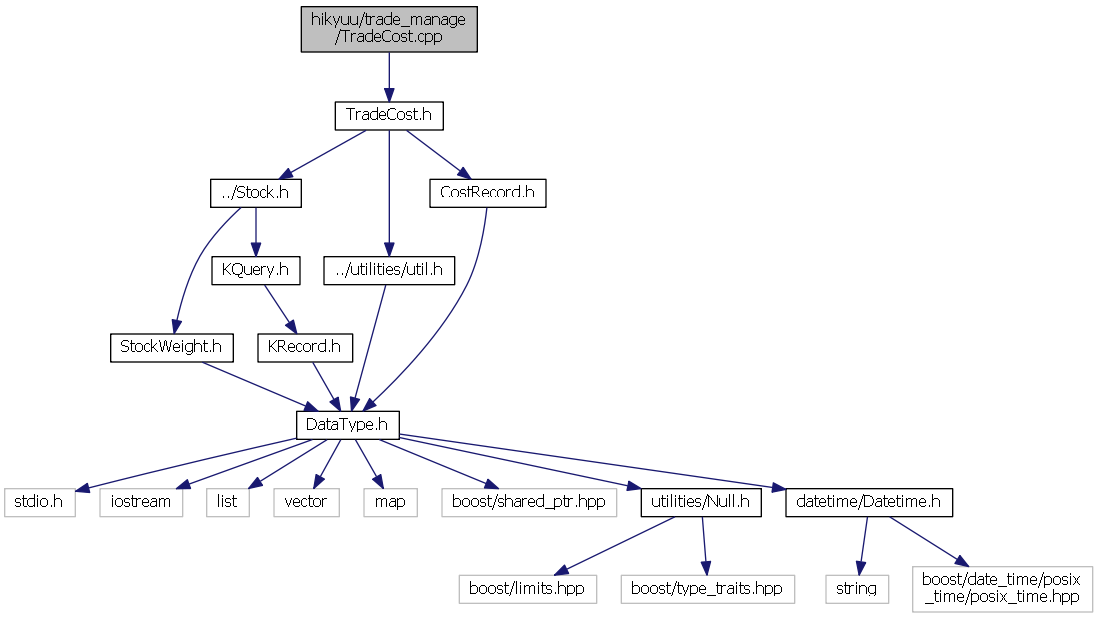 hikyuu/trade_manage
/TradeCost.cpp
TradeCost.h
../Stock.h
CostRecord.h
KQuery.h
../utilities/util.h
StockWeight.h
KRecord.h
DataType.h
stdio.h
iostream
list
vector
map
boost/shared_ptr.hpp
utilities/Null.h
datetime/Datetime.h
boost/limits.hpp
boost/type_traits.hpp
string
boost/date_time/posix
_time/posix_time.hpp